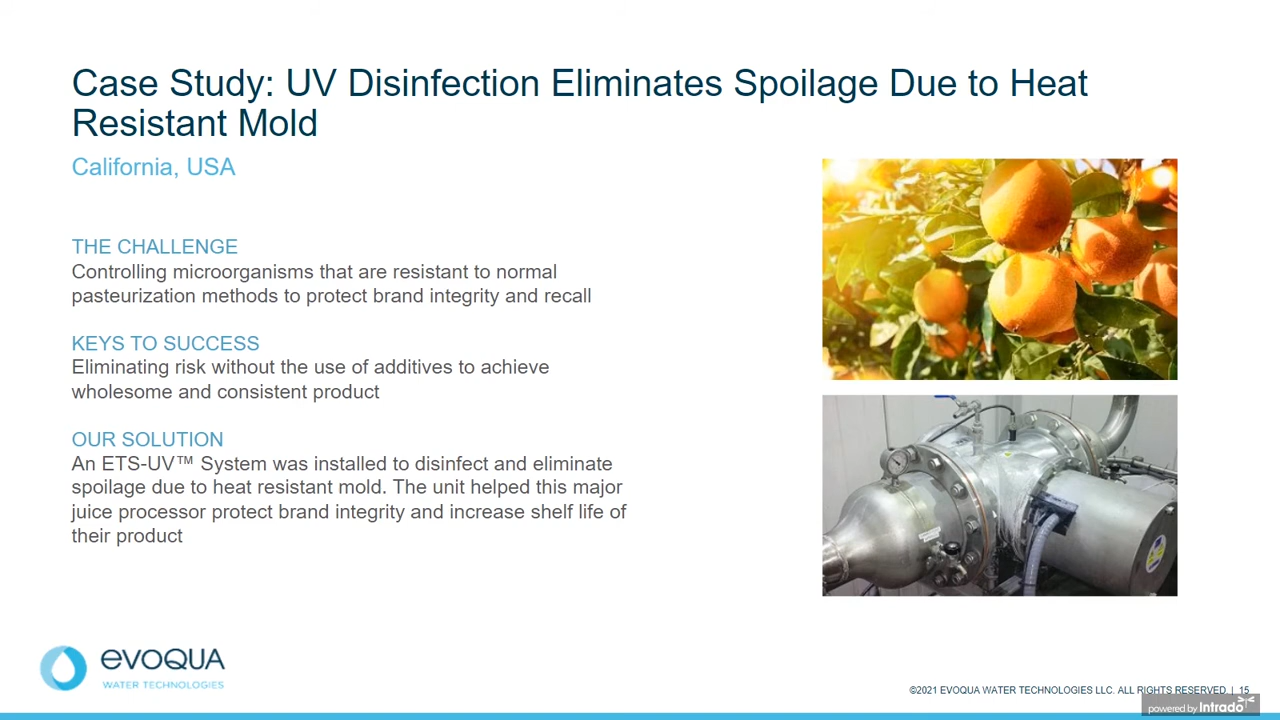 Case Study: UV Disinfection Eliminates Spoilage Due to Heat
Resistant Mold
California, USA
THE CHALLENGE
Controlling microorganisms that are resistant to normal
pasteurization methods to protect brand integrity and recall
KEYS TO SUCCESS
Eliminating risk without the use of additives to achieve
wholesome and consistent product
OUR SOLUTION
An ETS-UV™ System was installed to disinfect and eliminate
spoilage due to heat resistant mold. The unit helped this major
juice processor protect brand integrity and increase shelf life of
their product
evoQUA
WATER TECHNOLOGIES
©2021 EVOQUA WATER TECHNOLOGIES LLC. ALL RIGHTS RESERVED | 15
powered by Intrado